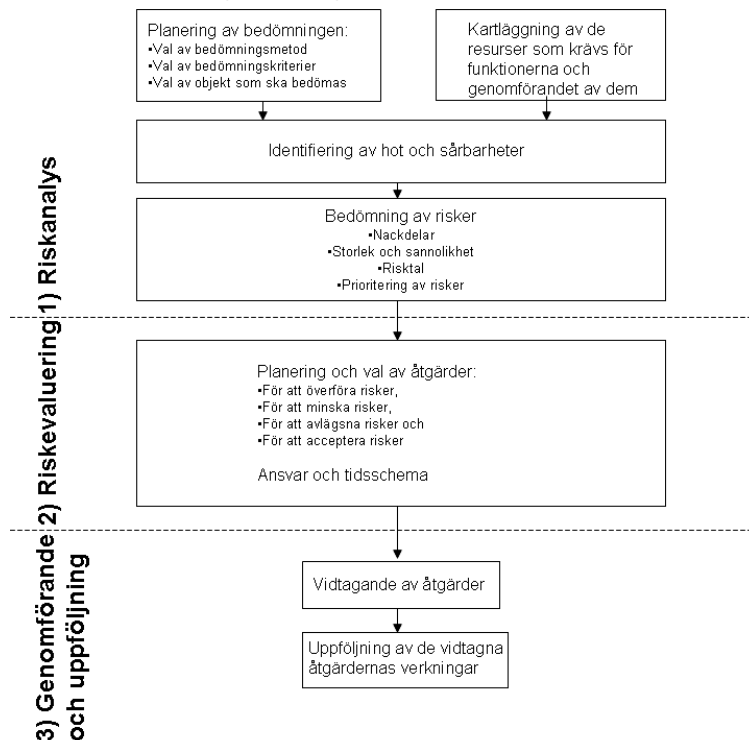 Planering av bedömningen:
▪Val av bedömningsmetod
▪Val av bedömningskriterier
▪Val av objekt som ska bedömas
Kartläggning av de
resurser som krävs för
funktionerna och
genomförandet av dem
Identifiering av hot och sårbarheter
Bedömning av risker
▪Nackdelar
▪Storlek och sannolikhet
▪Risktal
▪Prioritering av risker
1) Riskanalys
Planering och val av åtgärder:
▪För att överföra risker,
▪För att minska risker,
▪För att avlägsna risker och
▪För att acceptera risker
Ansvar och tidsschema
2) Riskevaluering
Vidtagande av åtgärder
Uppföljning av de vidtagna
åtgärdernas verkningar
3) Genomförande
och uppföljning